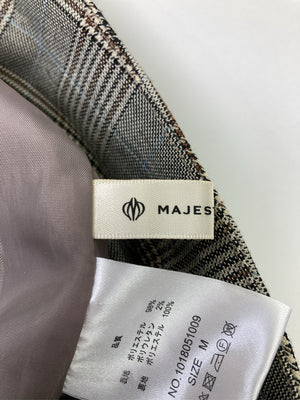 MAJES
品質
表地 ポリエステル 98%
ポリウレタン 2%
裏地 ポリエステル 100%
NO.1018051009
SIZE M